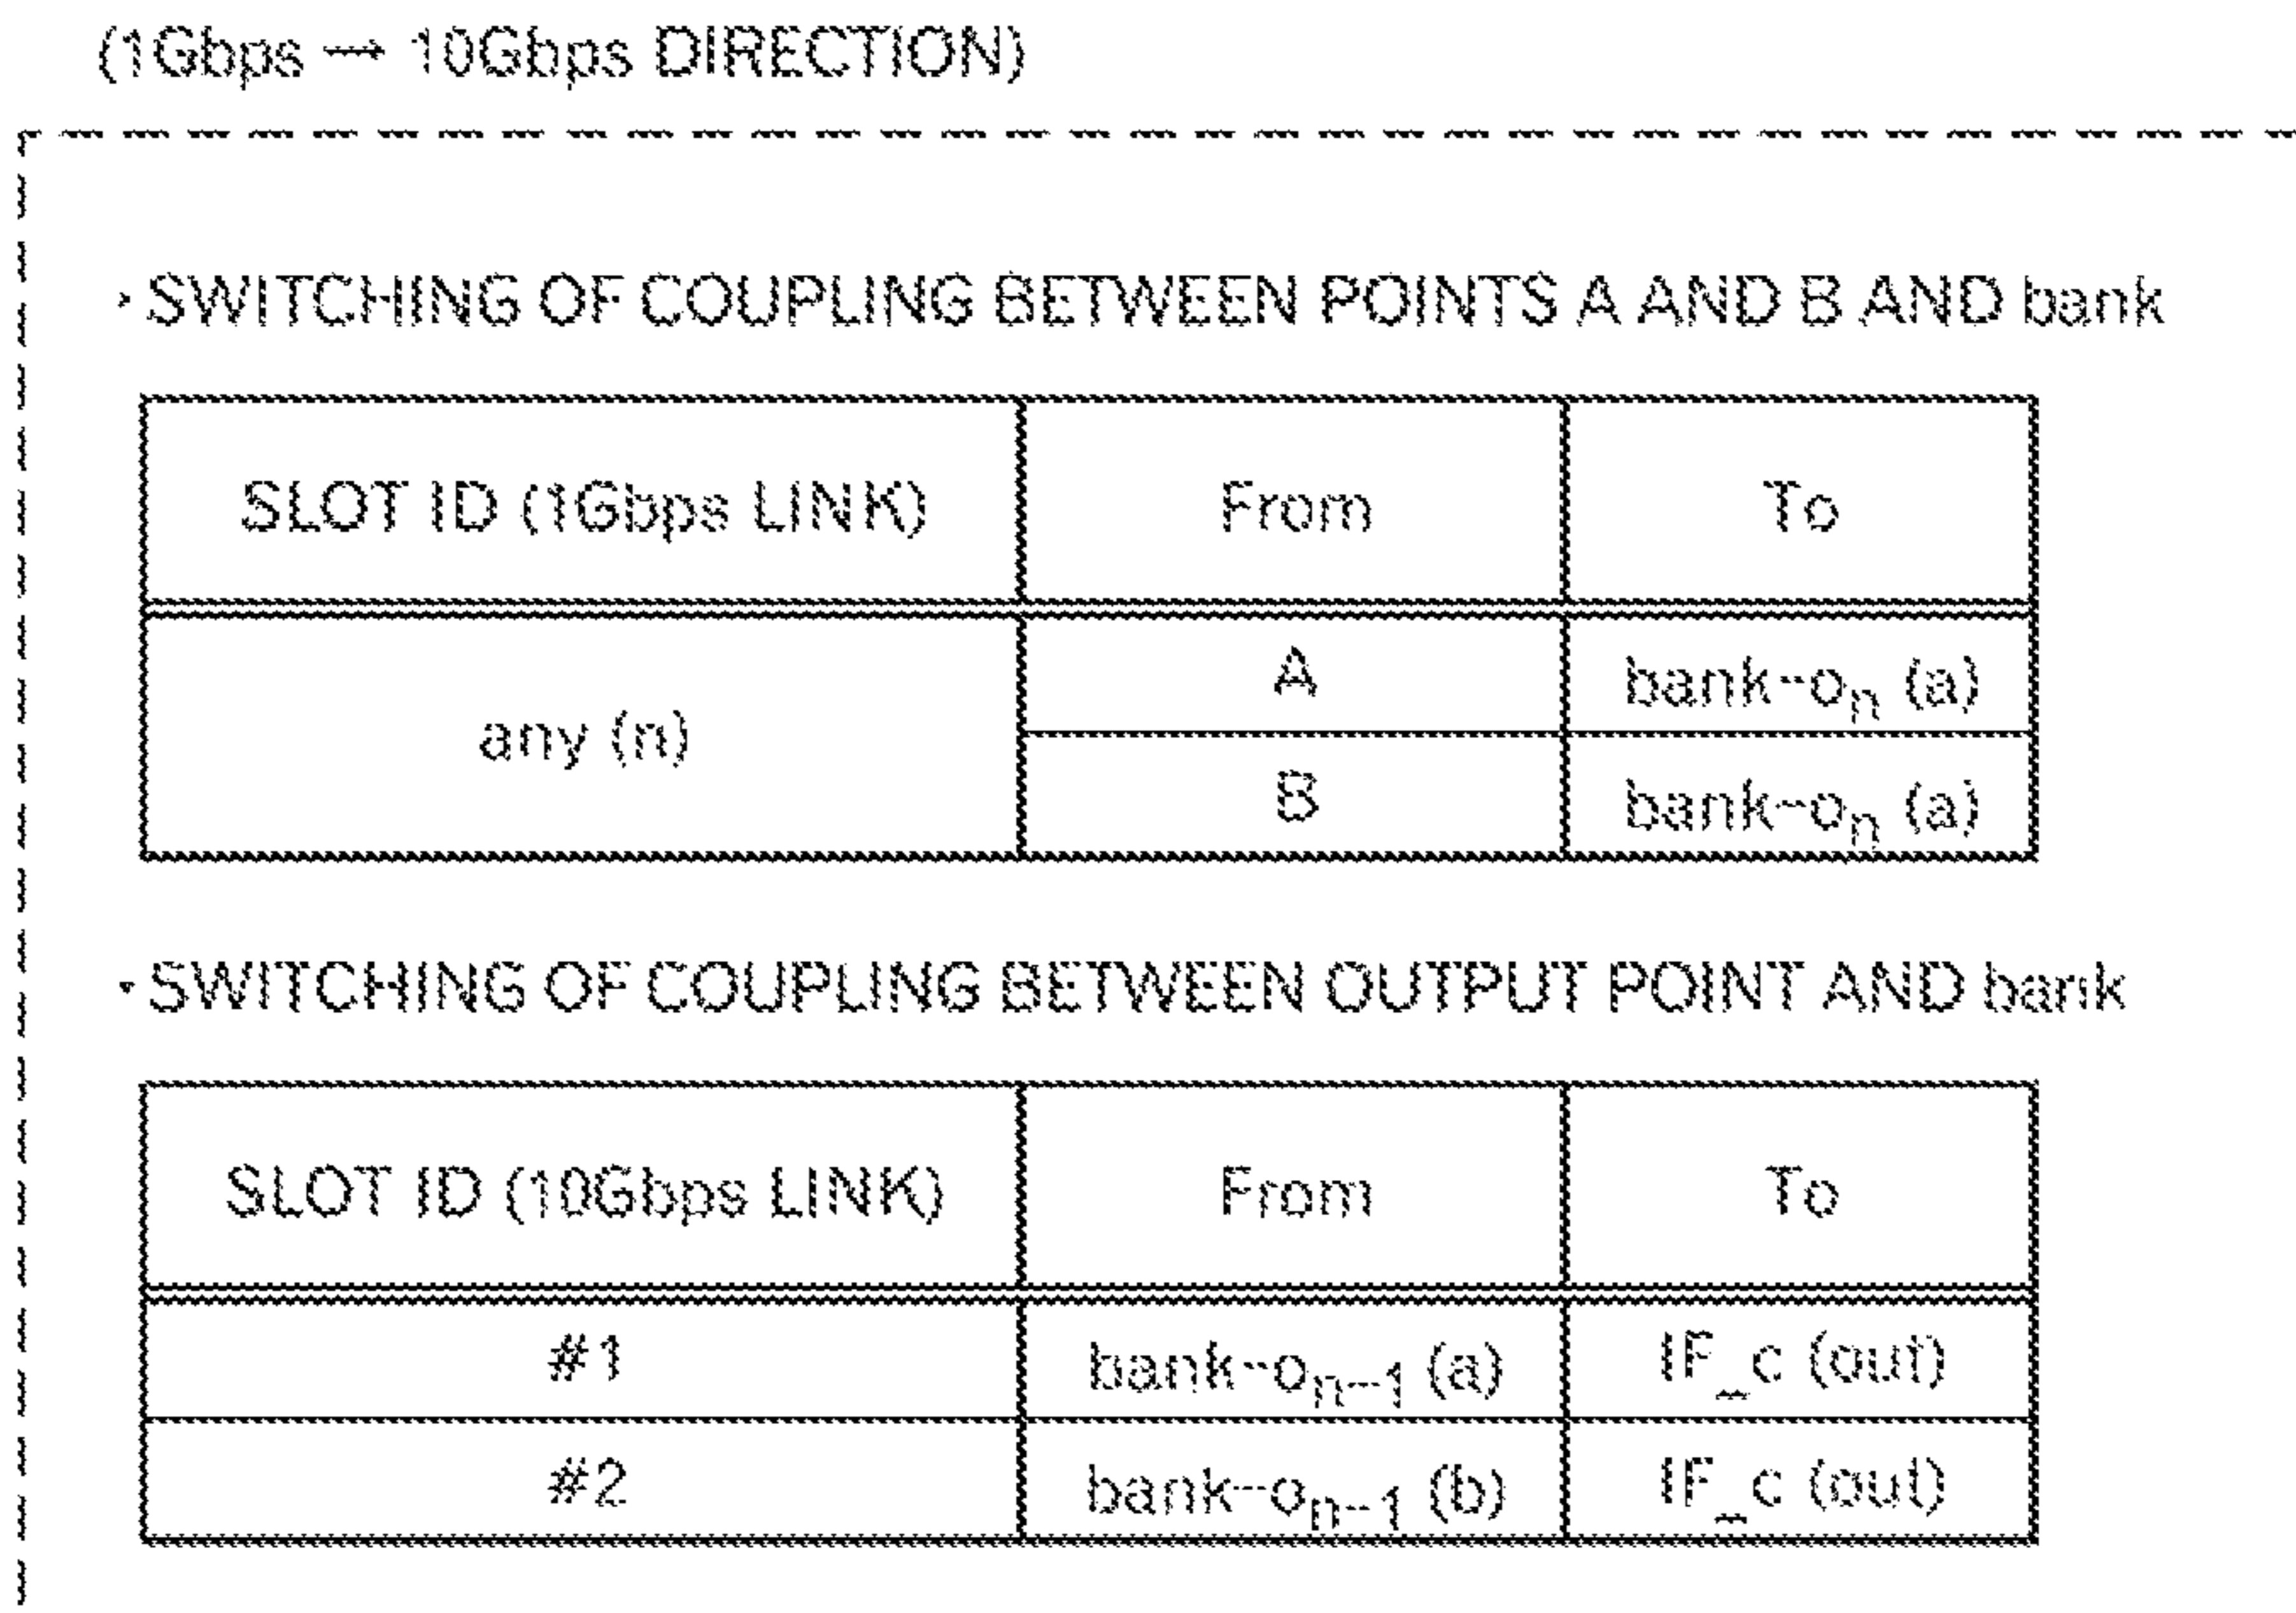 (1Gbps → 10Gbps DIRECTION)
・SWITCHING OF COUPLING BETWEEN POINTS A AND B AND bank
SLOT ID (1Gbps LINK) From To
any (n) A bank-oₙ (a)
B bank-oₙ (a)
・SWITCHING OF COUPLING BETWEEN OUTPUT POINT AND bank
SLOT ID (10Gbps LINK) From To
#1 bank-oₙ₋₁ (a) IF_c (out)
#2 bank-oₙ₋₁ (b) IF_c (out)